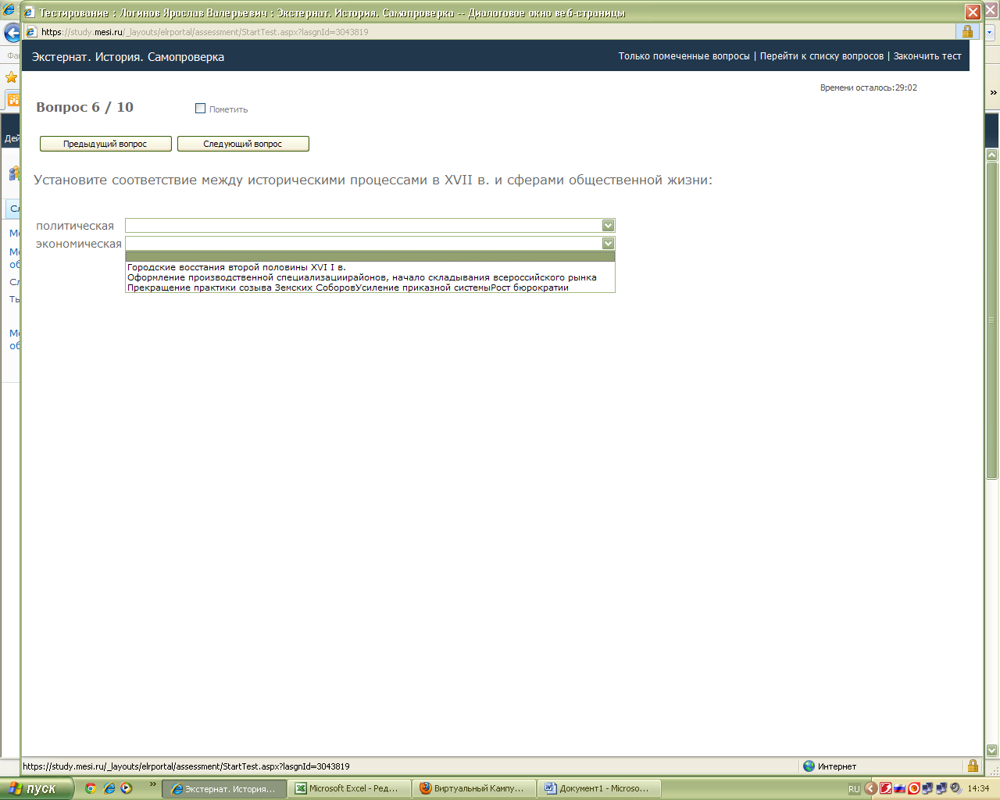 Тестирование : Логинов Ярослав Валерьевич : Экстернат. История. Самопроверка -- Диалоговое окно веб-страницы
https://study.mesi.ru/_layouts/elrportal/assessment/StartTest.aspx?lasgnId=3043819
Экстернат. История. Самопроверка
Только помеченные вопросы | Перейти к списку вопросов | Закончить тест
Времени осталось:29:02
Вопрос 6 / 10
Пометить
Предыдущий вопрос
Следующий вопрос
Дей
Установите соответствие между историческими процессами в XVII в. и сферами общественной жизни:
политическая
экономическая
Городские восстания второй половины XVI I в.
Оформление производственной специализациирайонов, начало складывания всероссийского рынка
Прекращение практики созыва Земских СоборовУсиление приказной системыРост бюрократии
https://study.mesi.ru/_layouts/elrportal/assessment/StartTest.aspx?lasgnId=3043819
Интернет
пуск
Экстернат. История...
Microsoft Excel - Ред...
Виртуальный Кампу...
Документ1 - Microso...
RU
14:34